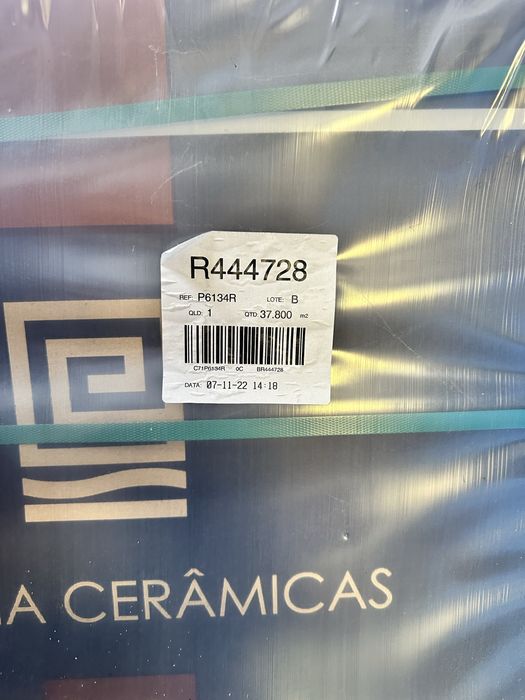 R444728
REF: P6134R LOTE: B
QLD: 1 QTD 37.800 m2
C71P6134R 0C BR444728
DATA 07-11-22 14:18
IA CERÂMICAS